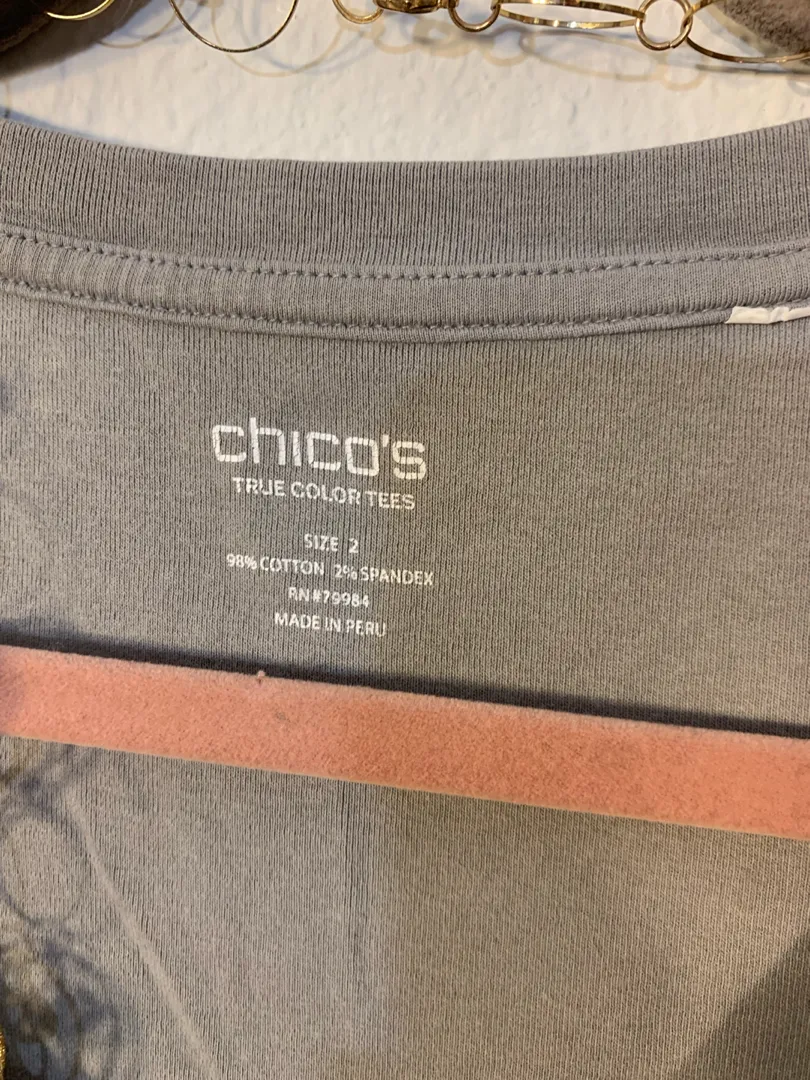 chico's
TRUE COLOR TEES
SIZE 2
98% COTTON 2% SPANDEX
RN#79984
MADE IN PERU